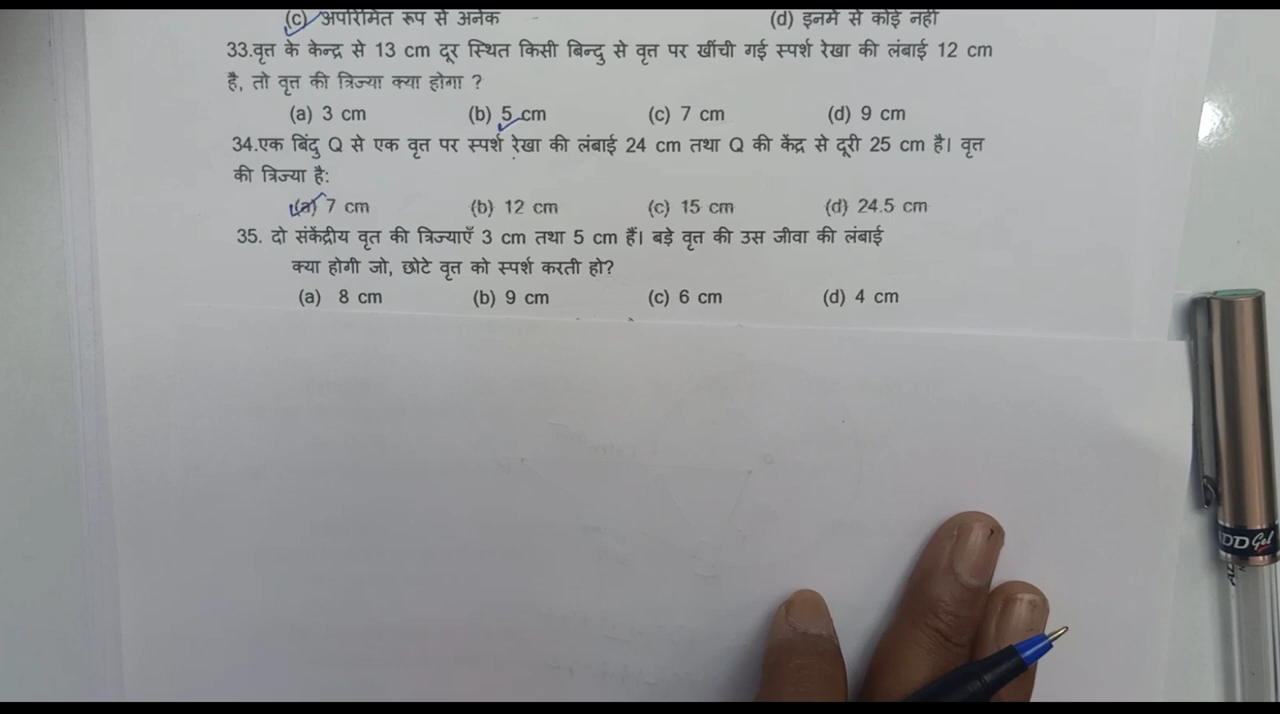 (c) अपरिमित रूप से अनेक (d) इनमें से कोई नहीं
33.वृत्त के केन्द्र से 13 cm दूर स्थित किसी बिन्दु से वृत्त पर खींची गई स्पर्श रेखा की लंबाई 12 cm
है, तो वृत्त की त्रिज्या क्या होगा ?
(a) 3 cm (b) 5 cm (c) 7 cm (d) 9 cm
34.एक बिंदु Q से एक वृत्त पर स्पर्श रेखा की लंबाई 24 cm तथा Q की केंद्र से दूरी 25 cm है। वृत्त
की त्रिज्या है:
(a) 7 cm (b) 12 cm (c) 15 cm (d) 24.5 cm
35. दो संकेंद्रीय वृत की त्रिज्याएँ 3 cm तथा 5 cm हैं। बड़े वृत्त की उस जीवा की लंबाई
क्या होगी जो, छोटे वृत्त को स्पर्श करती हो?
(a) 8 cm (b) 9 cm (c) 6 cm (d) 4 cm
Gel